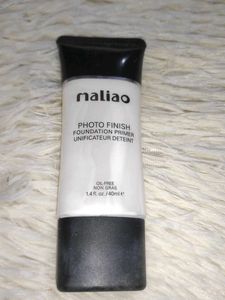 maliao
PHOTO FINISH
FOUNDATION PRIMER
UNIFICATEUR DETEINT
OIL-FREE
NON GRAS
1.4 fl. oz. / 40ml e